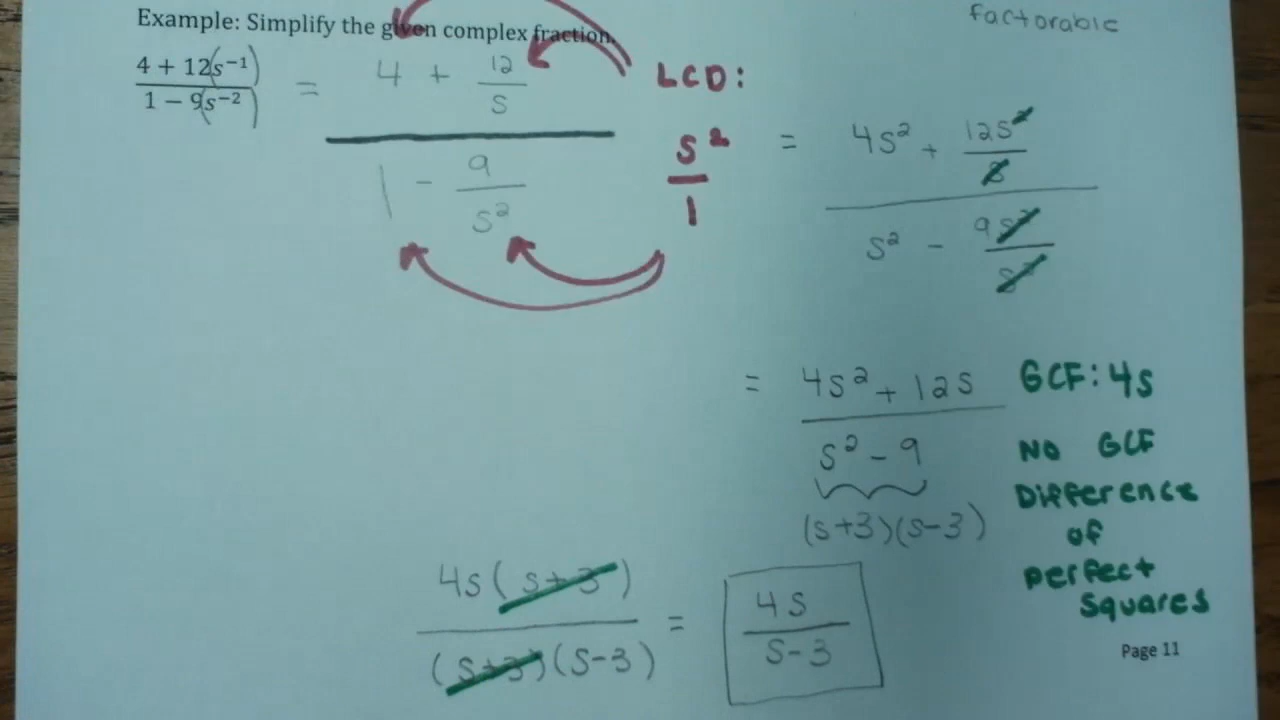 Example: Simplify the given complex fraction.
factorable
4 + 12(s⁻¹) / 1 − 9(s⁻²) = 4 + 12/s / 1 - 9/s²
LCD:
s²/1
= 4s² + 12s²/s / s² - 9s²/s²
= 4s² + 12s / s² - 9
GCF: 4s
NO GCF
Difference
of
perfect
squares
(s+3)(s-3)
4s(s+3) / (s+3)(s-3) = 4s / s-3
Page 11